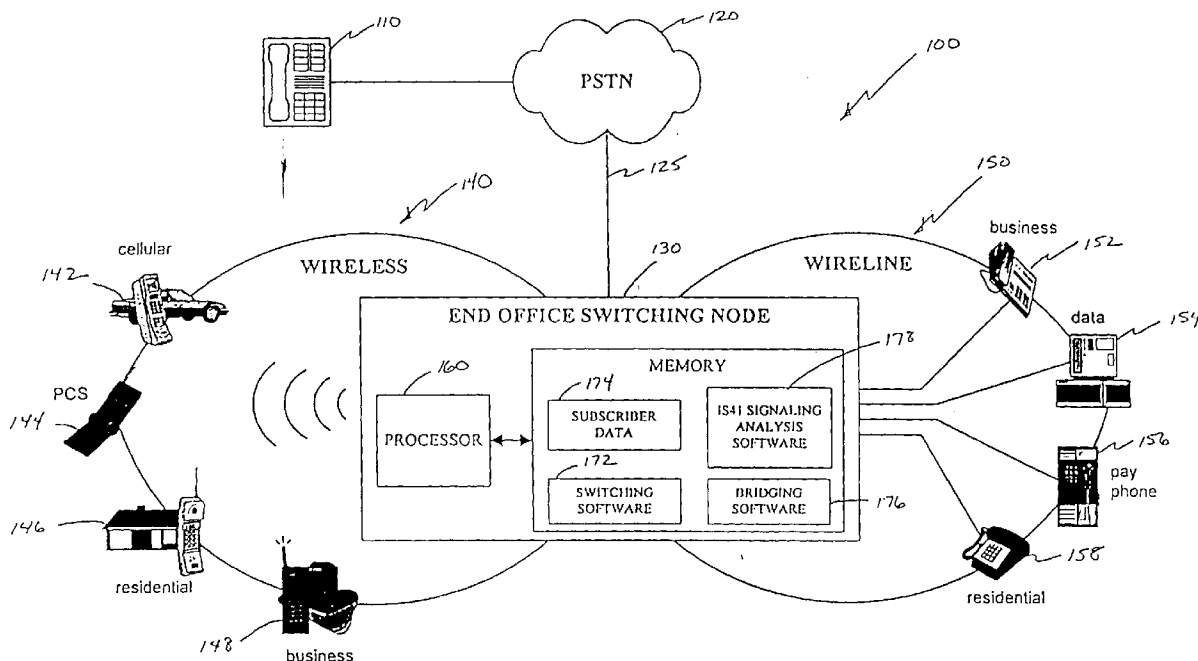 110
120
100
PSTN
125
140
150
cellular
business
142
WIRELESS
130
WIRELINE
152
END OFFICE SWITCHING NODE
data
154
MEMORY
178
160
174
PCS
SUBSCRIBER
DATA
IS41 SIGNALING
ANALYSIS
SOFTWARE
144
PROCESSOR
156
172
pay
phone
SWITCHING
SOFTWARE
BRIDGING
SOFTWARE
176
146
158
residential
residential
148
business